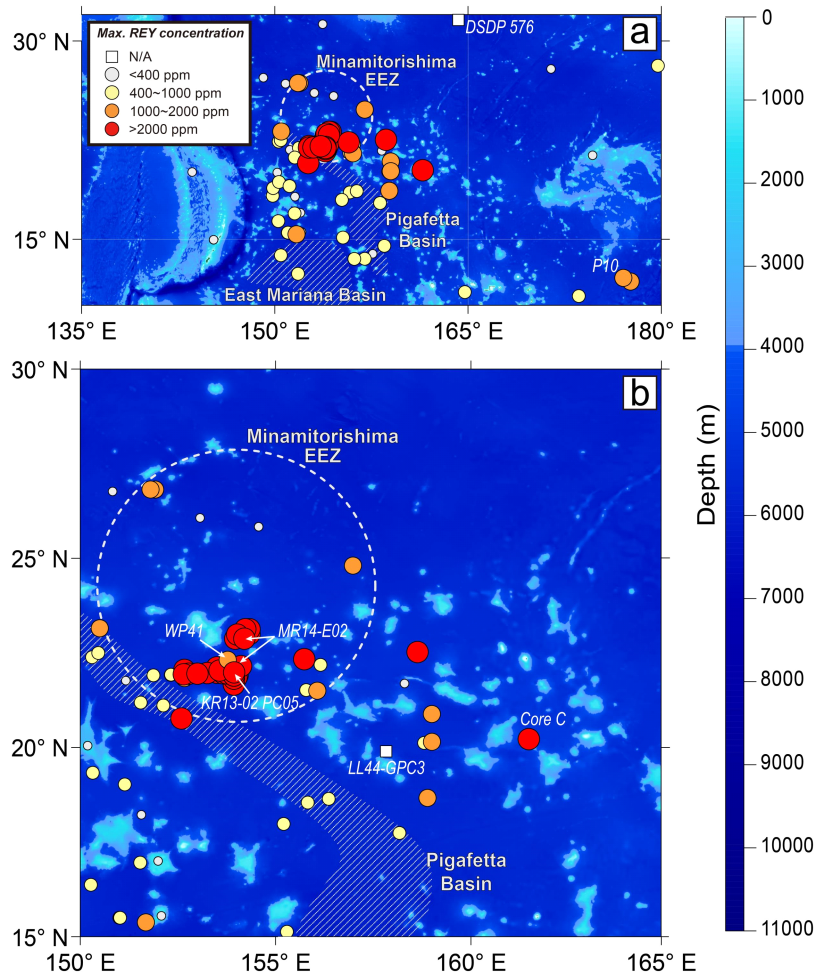 30° N
15° N
Max. REY concentration
N/A
<400 ppm
400~1000 ppm
1000~2000 ppm
>2000 ppm
a
DSDP 576
Minamitorishima
EEZ
Pigafetta
Basin
East Mariana Basin
P10
135° E
150° E
165° E
180° E
b
30° N
25° N
20° N
15° N
Minamitorishima
EEZ
WP41
MR14-E02
KR13-02 PC05
Core C
LL44-GPC3
Pigafetta
Basin
150° E
155° E
160° E
165° E
Depth (m)
0
1000
2000
3000
4000
5000
6000
7000
8000
9000
10000
11000